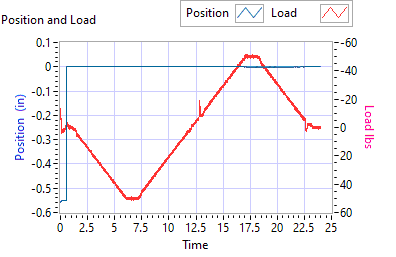 Position Load
Position and Load
0.1
0
-0.1
-0.2
-0.3
-0.4
-0.5
-0.6
Position (in)
-60
-40
-20
0
20
40
60
Load lbs
0 2.5 5 7.5 10 12.5 15 17.5 20 22.5 25
Time